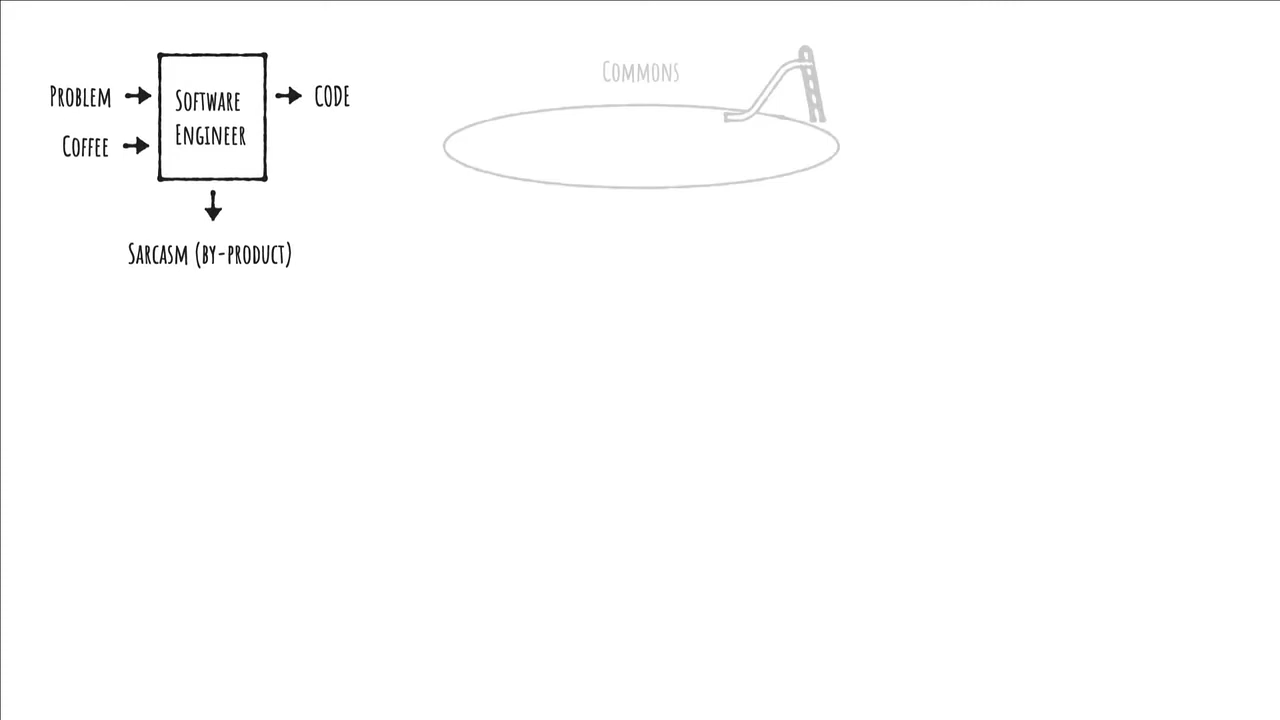 Problem
Coffee
Software
Engineer
CODE
Sarcasm (by-product)
Commons